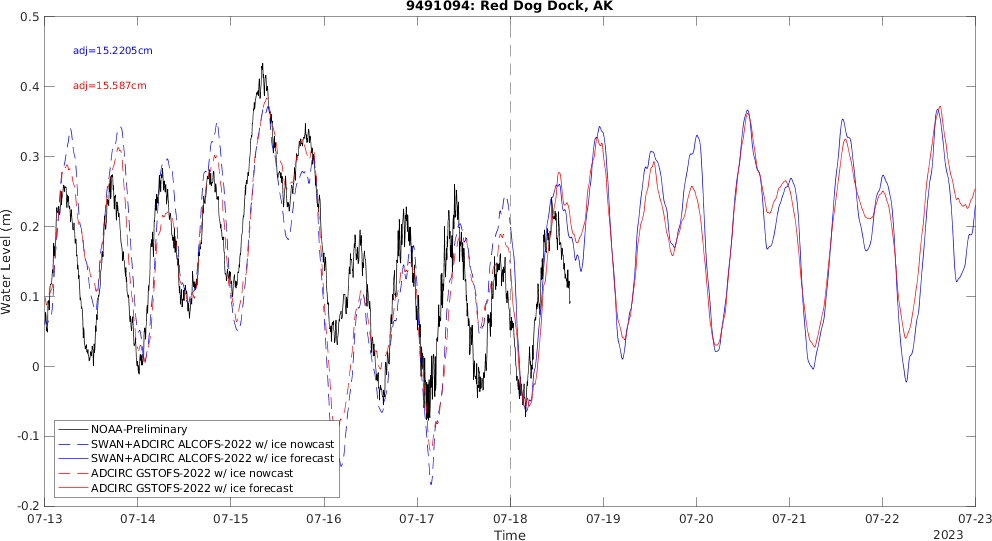 9491094: Red Dog Dock, AK
adj=15.2205cm
adj=15.587cm
Water Level (m)
0.5
0.4
0.3
0.2
0.1
0
-0.1
-0.2
NOAA-Preliminary
SWAN+ADCIRC ALCOFS-2022 w/ ice nowcast
SWAN+ADCIRC ALCOFS-2022 w/ ice forecast
ADCIRC GSTOFS-2022 w/ ice nowcast
ADCIRC GSTOFS-2022 w/ ice forecast
07-13 07-14 07-15 07-16 07-17 07-18 07-19 07-20 07-21 07-22 07-23
Time
2023